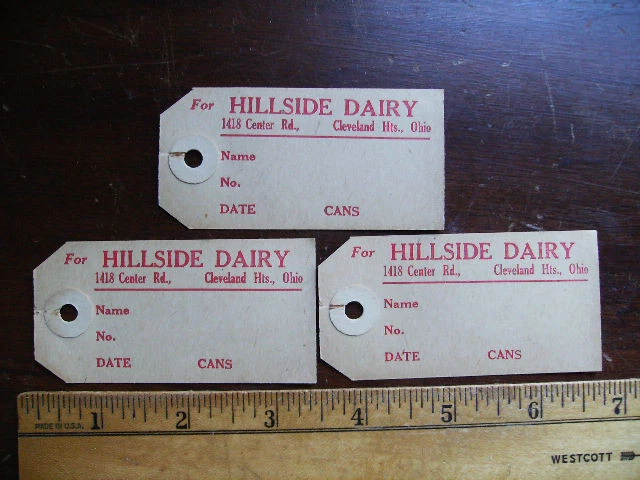 For HILLSIDE DAIRY
1418 Center Rd., Cleveland Hts., Ohio
Name
No.
DATE CANS
For HILLSIDE DAIRY
1418 Center Rd., Cleveland Hts., Ohio
Name
No.
DATE CANS
For HILLSIDE DAIRY
1418 Center Rd., Cleveland Hts., Ohio
Name
No.
DATE CANS
1 2 3 4 5 6 7
MADE IN U.S.A.
WESTCOTT